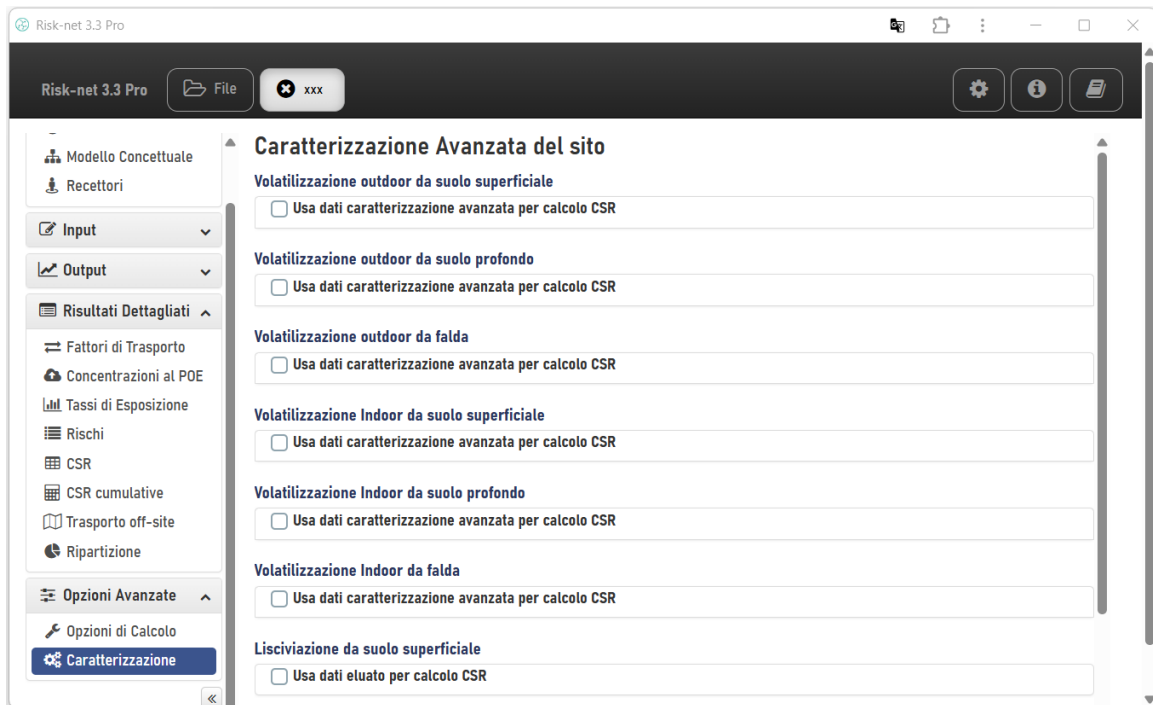 Risk-net 3.3 Pro
Risk-net 3.3 Pro
File
xxx
Modello Concettuale
Recettori
Input
Output
Risultati Dettagliati
Fattori di Trasporto
Concentrazioni al POE
Tassi di Esposizione
Rischi
CSR
CSR cumulative
Trasporto off-site
Ripartizione
Opzioni Avanzate
Opzioni di Calcolo
Caratterizzazione
Caratterizzazione Avanzata del sito
Volatilizzazione outdoor da suolo superficiale
Usa dati caratterizzazione avanzata per calcolo CSR
Volatilizzazione outdoor da suolo profondo
Usa dati caratterizzazione avanzata per calcolo CSR
Volatilizzazione outdoor da falda
Usa dati caratterizzazione avanzata per calcolo CSR
Volatilizzazione Indoor da suolo superficiale
Usa dati caratterizzazione avanzata per calcolo CSR
Volatilizzazione Indoor da suolo profondo
Usa dati caratterizzazione avanzata per calcolo CSR
Volatilizzazione Indoor da falda
Usa dati caratterizzazione avanzata per calcolo CSR
Lisciviazione da suolo superficiale
Usa dati eluato per calcolo CSR